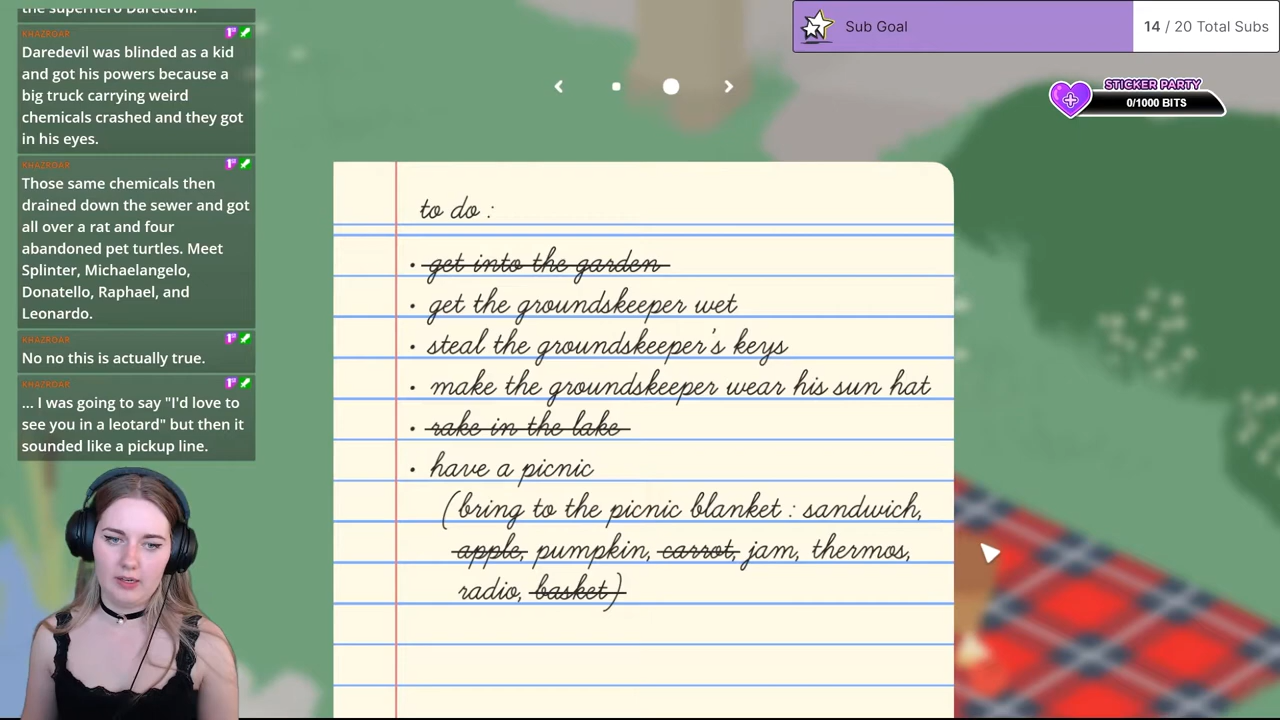 the superhero Daredevil.
KHAZROAR
Daredevil was blinded as a kid
and got his powers because a
big truck carrying weird
chemicals crashed and they got
in his eyes.
KHAZROAR
Those same chemicals then
drained down the sewer and got
all over a rat and four
abandoned pet turtles. Meet
Splinter, Michaelangelo,
Donatello, Raphael, and
Leonardo.
KHAZROAR
No no this is actually true.
KHAZROAR
... I was going to say "I'd love to
see you in a leotard" but then it
sounded like a pickup line.
Sub Goal
14 / 20 Total Subs
STICKER PARTY
0/1000 BITS
to do :
• get into the garden
• get the groundskeeper wet
• steal the groundskeeper's keys
• make the groundskeeper wear his sun hat
• rake in the lake
• have a picnic
(bring to the picnic blanket : sandwich,
apple, pumpkin, carrot, jam, thermos,
radio, basket)